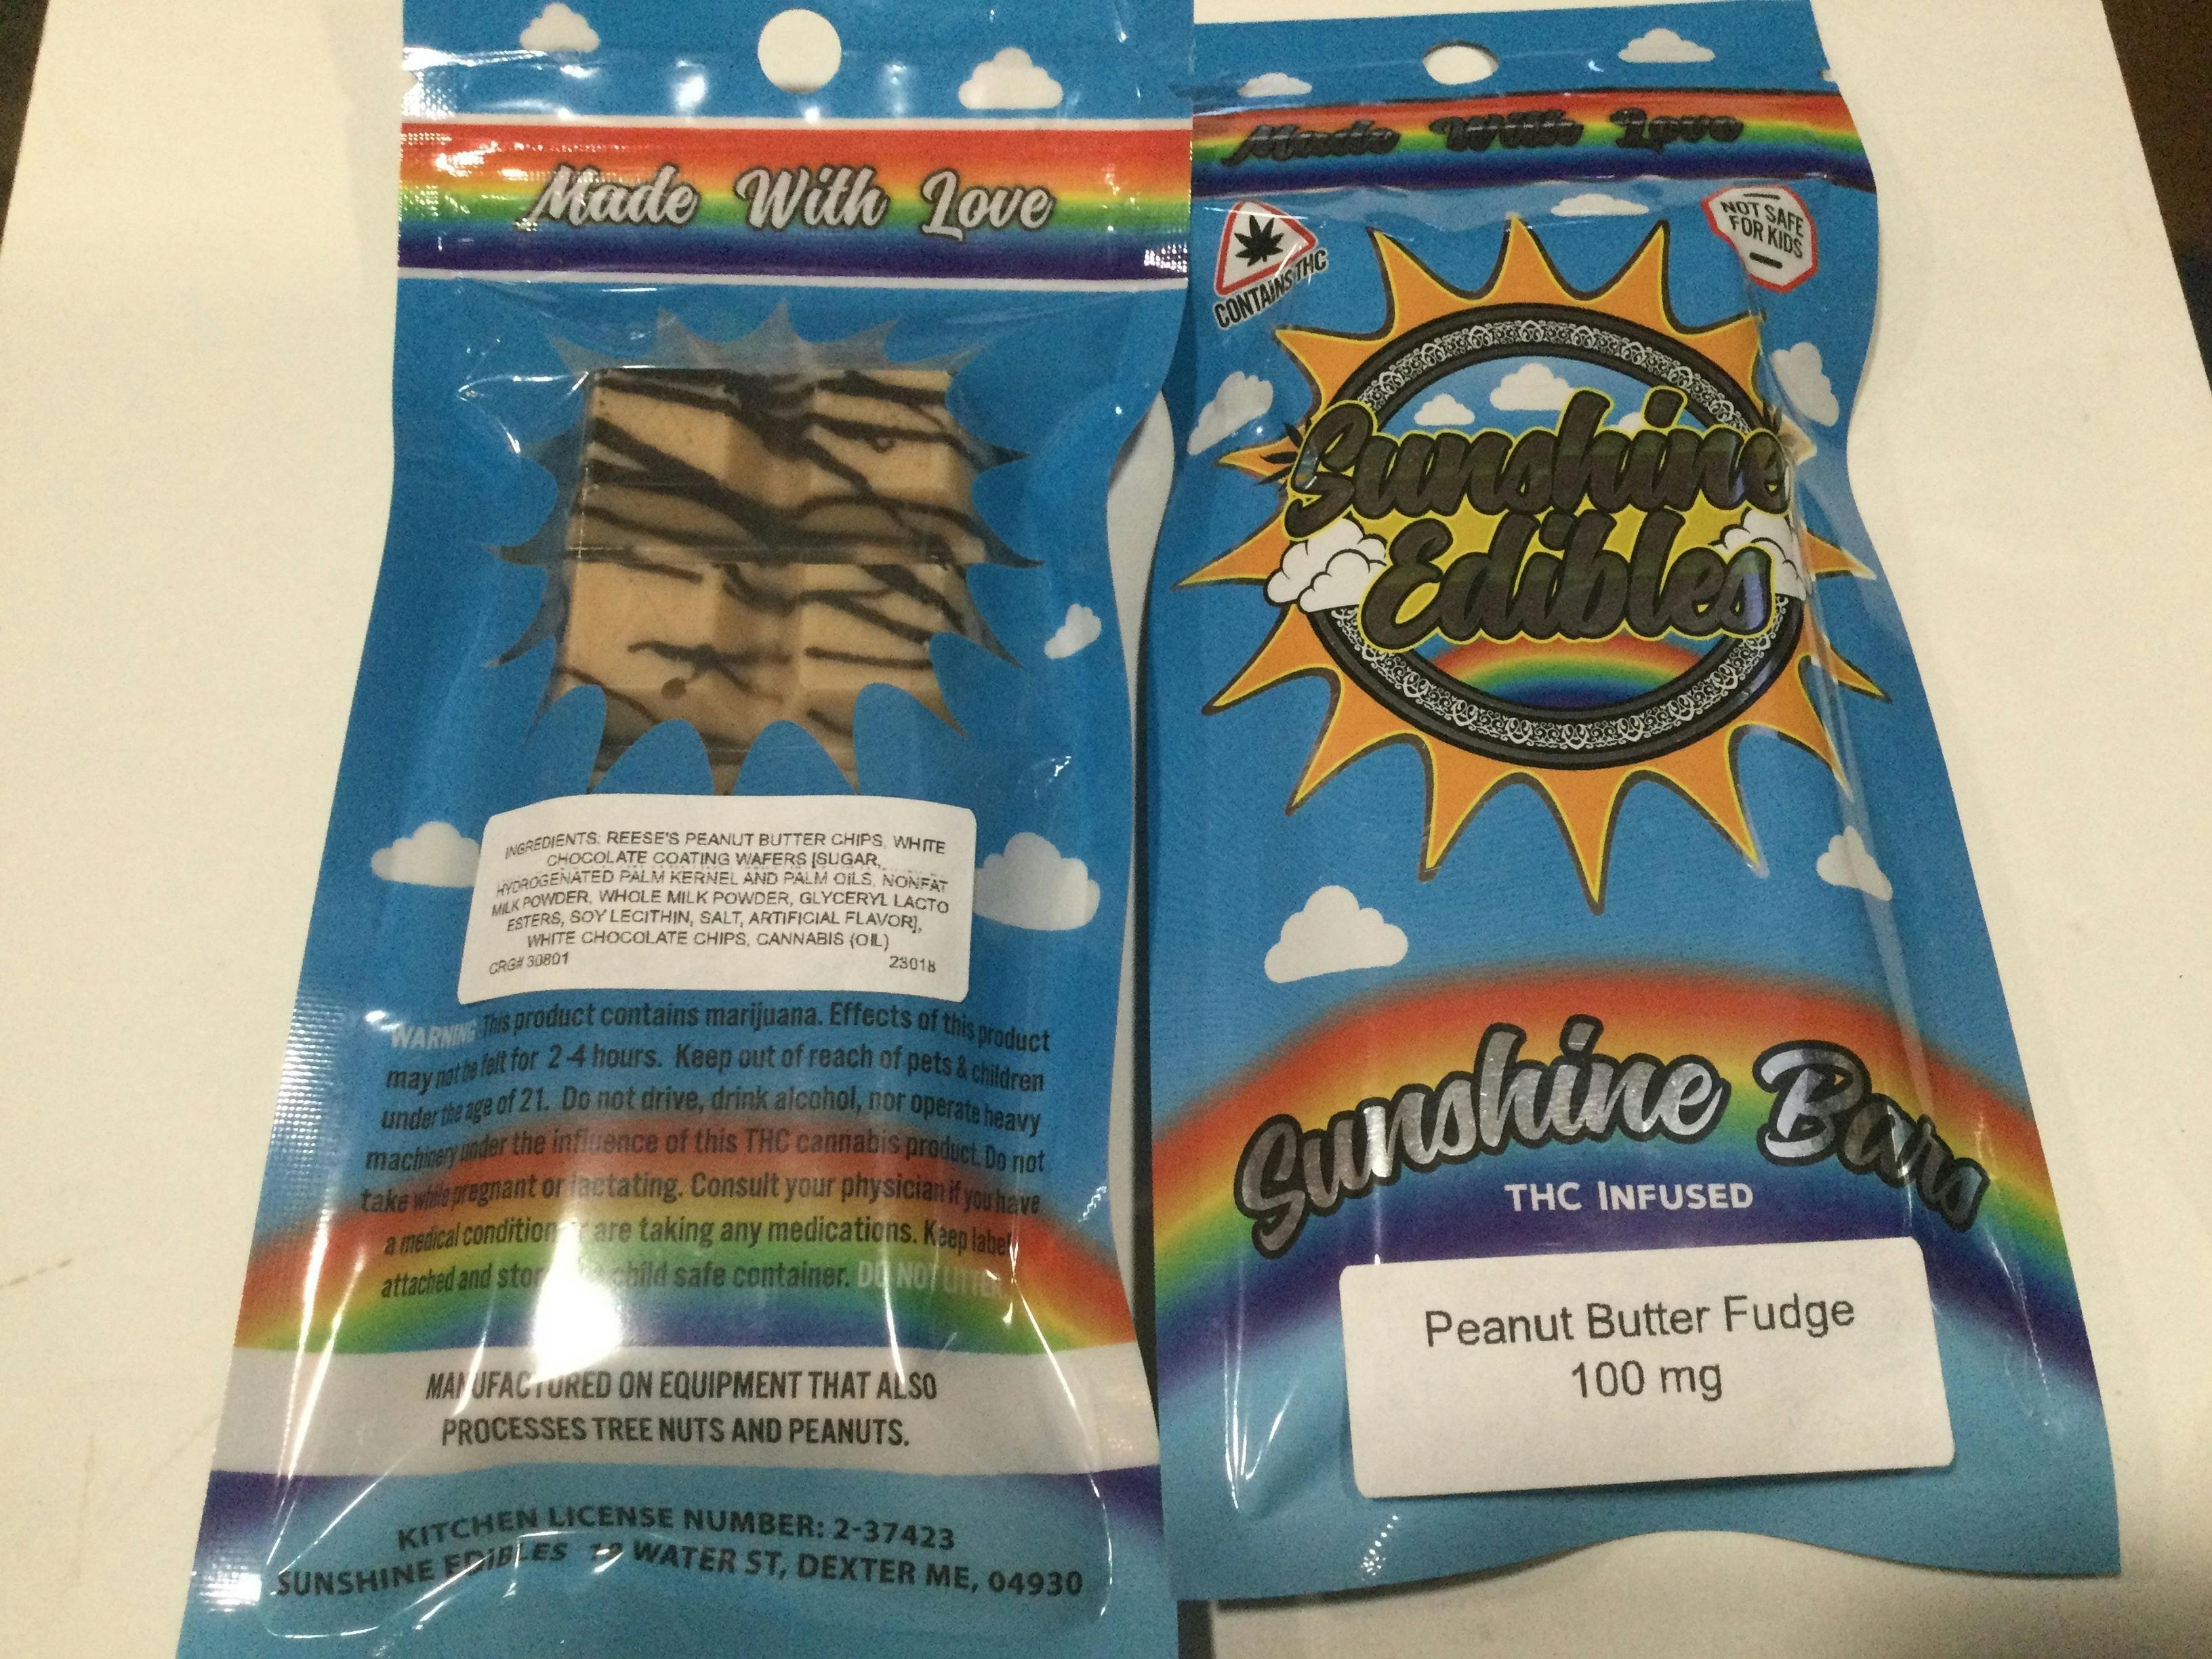 Made With Love
INGREDIENTS: REESE'S PEANUT BUTTER CHIPS, WHITE
CHOCOLATE COATING WAFERS [SUGAR,
HYDROGENATED PALM KERNEL AND PALM OILS, NONFAT
MILK POWDER, WHOLE MILK POWDER, GLYCERYL LACTO
ESTERS, SOY LECITHIN, SALT, ARTIFICIAL FLAVOR],
WHITE CHOCOLATE CHIPS, CANNABIS (OIL)
CRG# 30801 23018
WARNING: This product contains marijuana. Effects of this product
may not be felt for 2-4 hours. Keep out of reach of pets & children
under the age of 21. Do not drive, drink alcohol, nor operate heavy
machinery under the influence of this THC cannabis product. Do not
take while pregnant or lactating. Consult your physician if you have
a medical condition are taking any medications. Keep label
attached and child safe container. DO NOT LITTER
MANUFACTURED ON EQUIPMENT THAT ALSO
PROCESSES TREE NUTS AND PEANUTS.
KITCHEN LICENSE NUMBER: 2-37423
SUNSHINE EDIBLES WATER ST, DEXTER ME, 04930
Made With Love
CONTAINS THC
NOT SAFE
FOR KIDS
Sunshine
Edibles
Sunshine Bars
THC INFUSED
Peanut Butter Fudge
100 mg